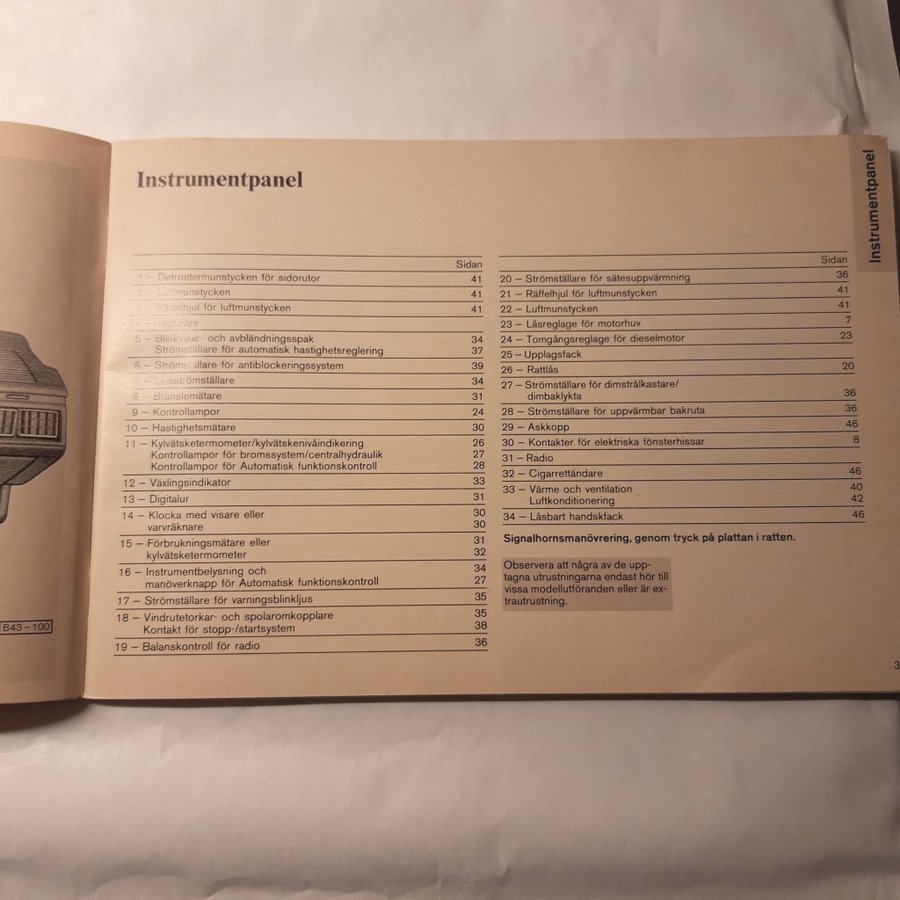 Instrumentpanel
Instrumentpanel
Sidan
1 – Defrostermunstycken för sidorutor 41
2 – Luftmunstycken 41
3 – Räffelhjul för luftmunstycken 41
5 – Blinkvisar- och avbländningsspak 34
Strömställare för automatisk hastighetsreglering 37
6 – Strömställare för antiblockeringssystem 39
7 – Ljusströmställare 34
8 – Bränslemätare 31
9 – Kontrollampor 24
10 – Hastighetsmätare 30
11 – Kylvätsketermometer/kylvätskenivåindikering 26
Kontrollampor för bromssystem/centralhydraulik 27
Kontrollampor för Automatisk funktionskontroll 28
12 – Växlingsindikator 33
13 – Digitalur 31
14 – Klocka med visare eller 30
varvräknare 30
15 – Förbrukningsmätare eller 31
kylvätsketermometer 32
16 – Instrumentbelysning och 34
manöverknapp för Automatisk funktionskontroll 27
17 – Strömställare för varningsblinkljus 35
18 – Vindrutetorkar- och spolaromkopplare 35
Kontakt för stopp-/startsystem 38
19 – Balanskontroll för radio 36
Sidan
20 – Strömställare för sätesuppvärmning 36
21 – Räffelhjul för luftmunstycken 41
22 – Luftmunstycken 41
23 – Låsreglage för motorhuv 7
24 – Tomgångsreglage för dieselmotor 23
25 – Upplagsfack
26 – Rattlås 20
27 – Strömställare för dimstrålkastare/
dimbaklykta 36
28 – Strömställare för uppvärmbar bakruta 36
29 – Askkopp 46
30 – Kontakter för elektriska fönsterhissar 8
31 – Radio
32 – Cigarrettändare 46
33 – Värme och ventilation 40
Luftkonditionering 42
34 – Låsbart handskfack 46
Signalhornsmanövrering, genom tryck på plattan i ratten.
Observera att några av de upp-
tagna utrustningarna endast hör till
vissa modellutföranden eller är ex-
trautrustning.
B43-100
3